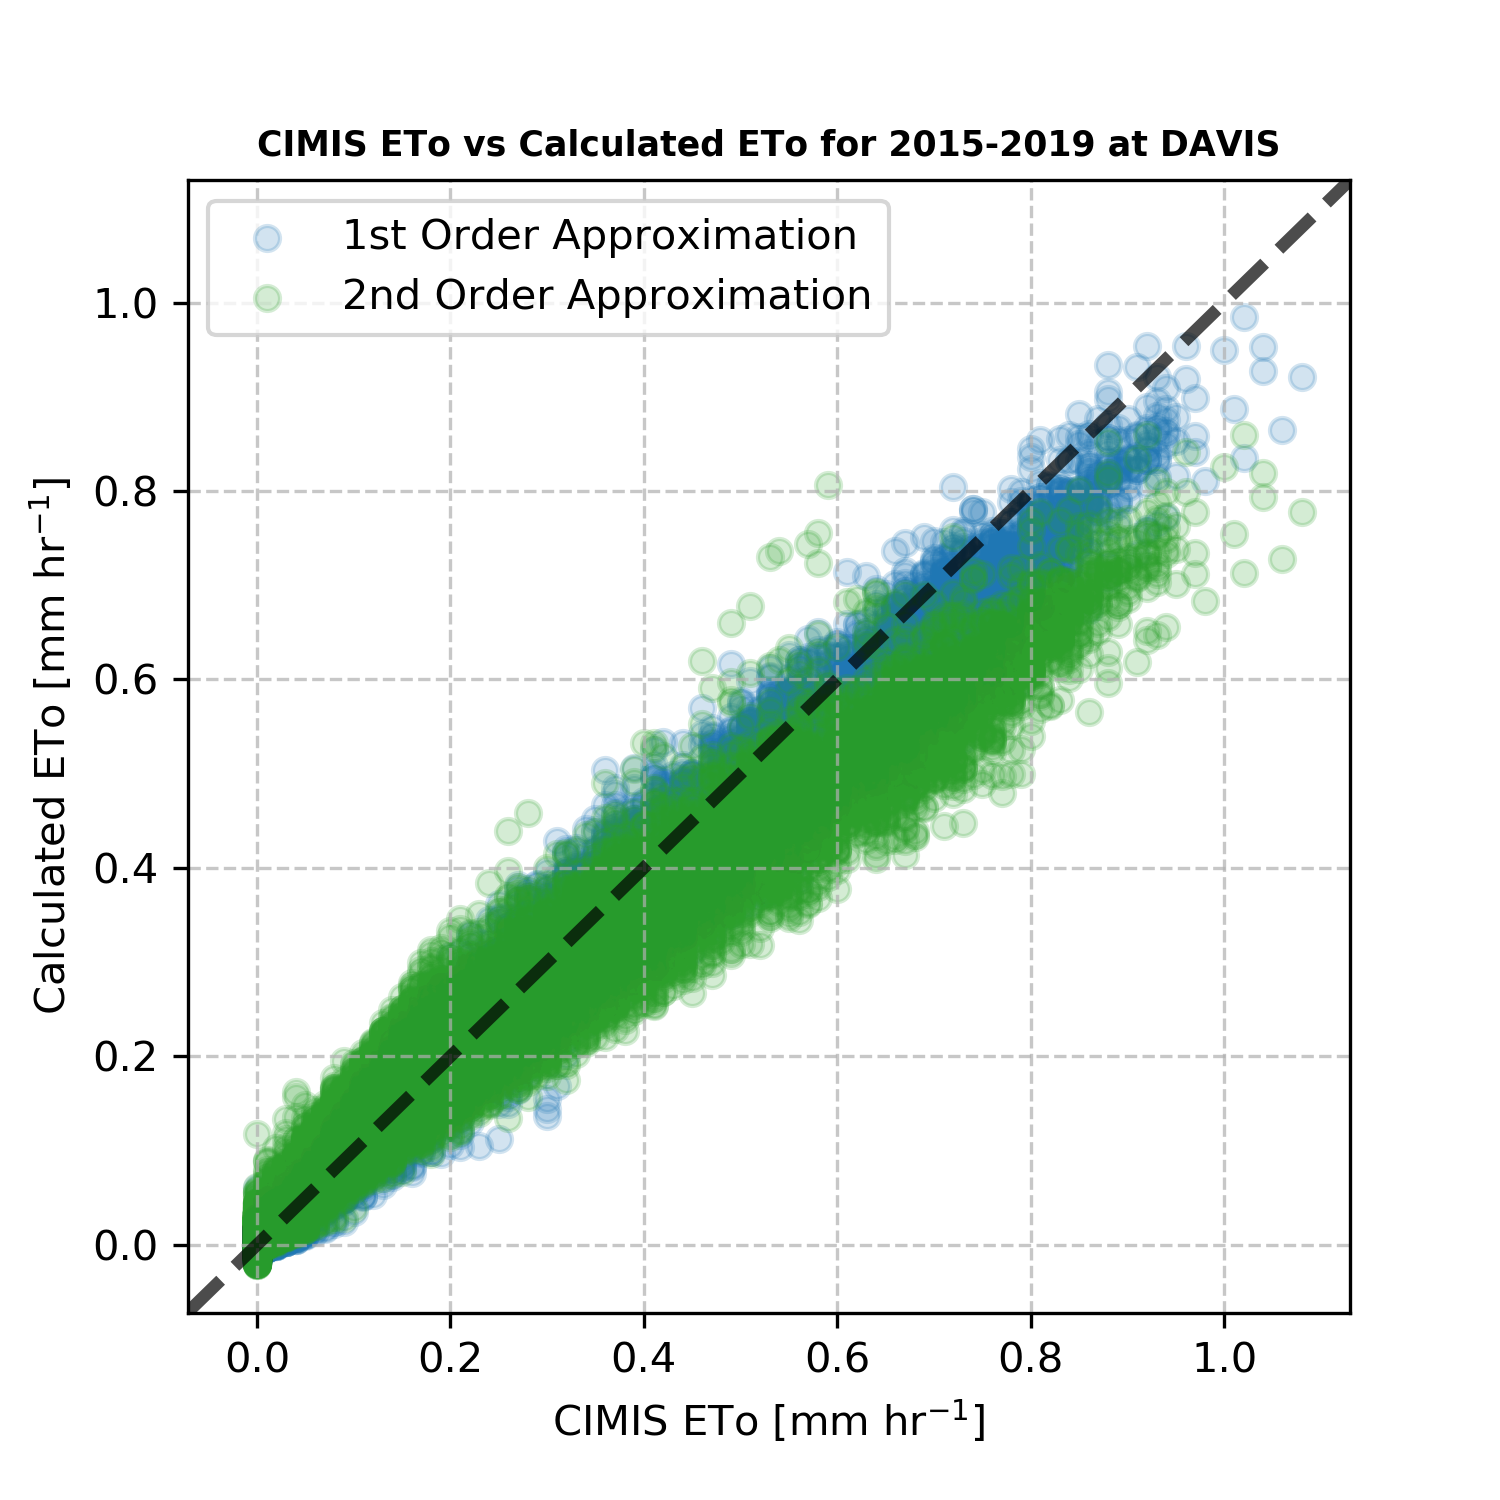 CIMIS ETo vs Calculated ETo for 2015-2019 at DAVIS
1st Order Approximation
2nd Order Approximation
Calculated ETo [mm hr⁻¹]
1.0
0.8
0.6
0.4
0.2
0.0
0.0 0.2 0.4 0.6 0.8 1.0
CIMIS ETo [mm hr⁻¹]